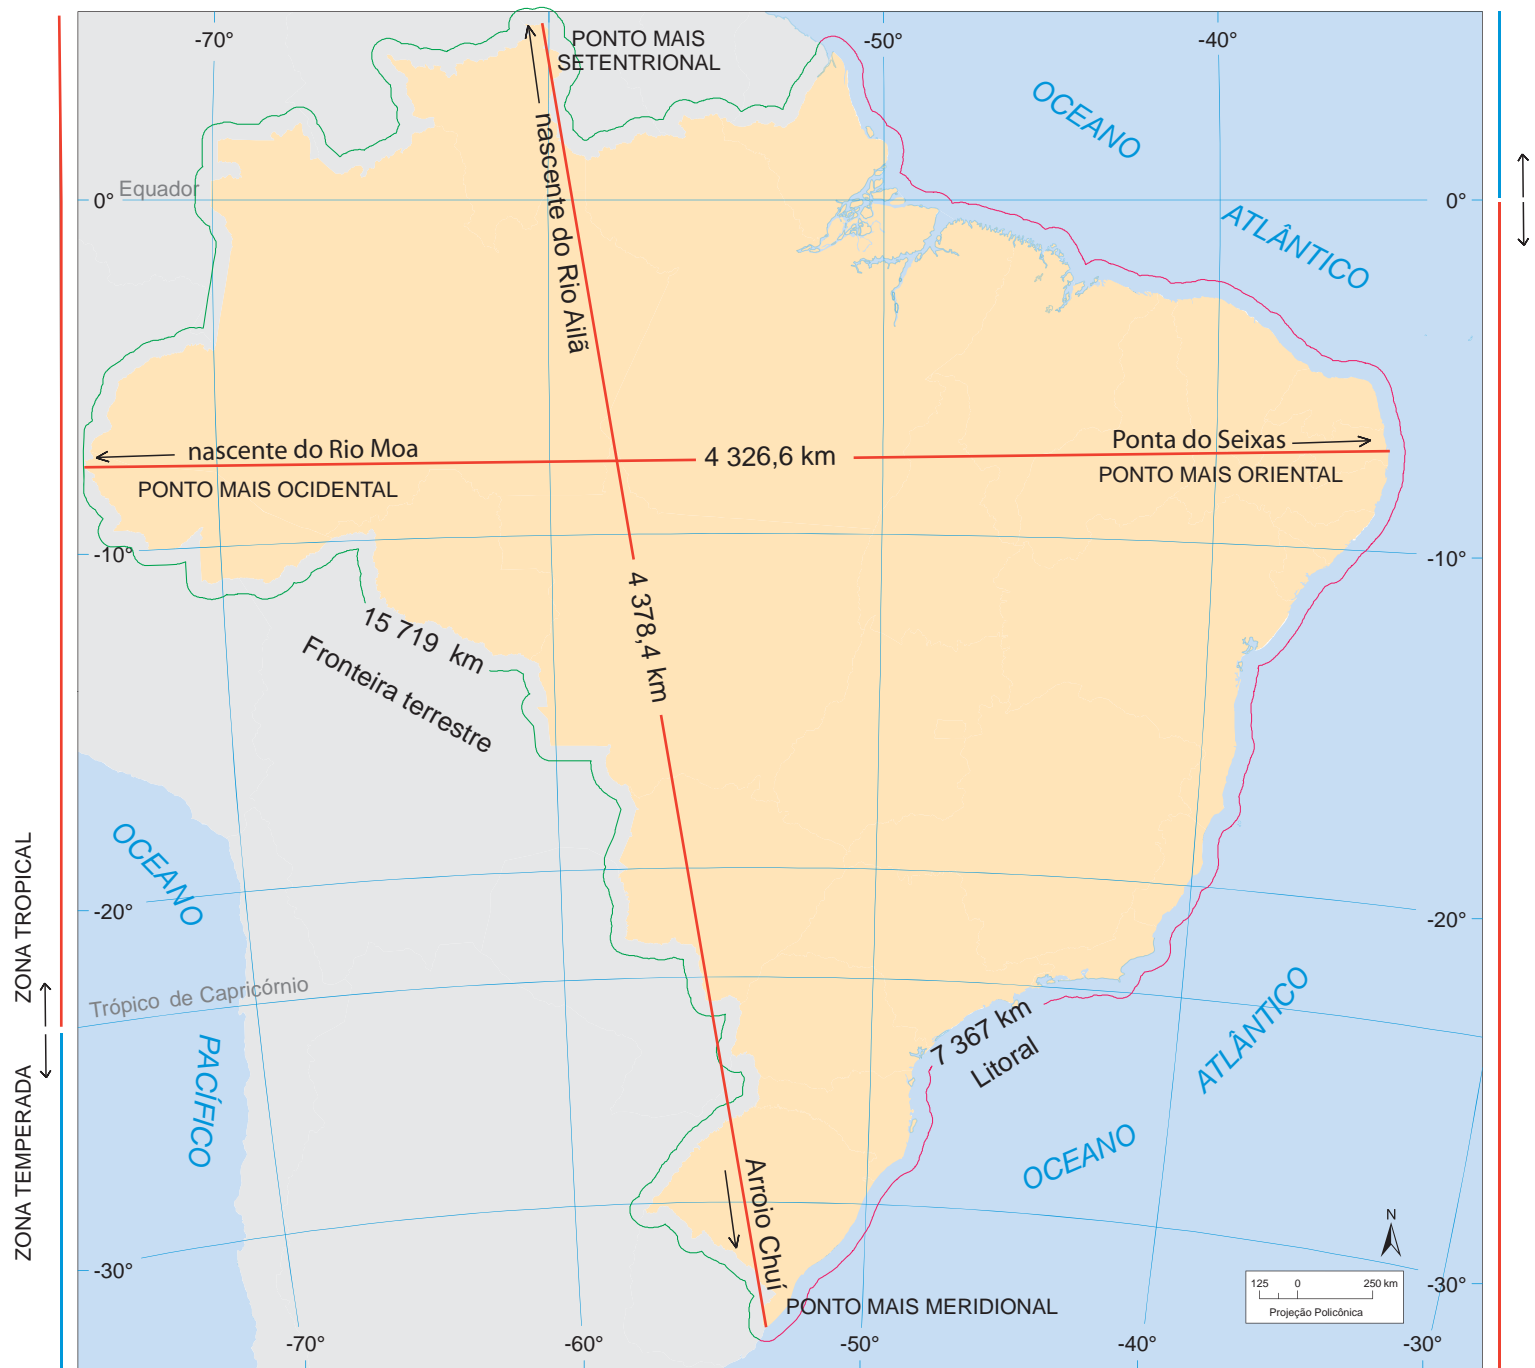 -70°
PONTO MAIS
SETENTRIONAL
-50°
-40°
OCEANO
ATLÂNTICO
nascente do Rio Ailã
Equador
0°
0°
nascente do Rio Moa
PONTO MAIS OCIDENTAL
4 326,6 km
Ponta do Seixas
PONTO MAIS ORIENTAL
-10°
-10°
15 719 km
Fronteira terrestre
4 378,4 km
OCEANO
PACÍFICO
-20°
-20°
ZONA TROPICAL
Trópico de Capricórnio
ZONA TEMPERADA
7 367 km
Litoral
OCEANO
ATLÂNTICO
Arroio Chuí
PONTO MAIS MERIDIONAL
-30°
-30°
N
125 0 250 km
Projeção Policônica
-70°
-60°
-50°
-40°
-30°